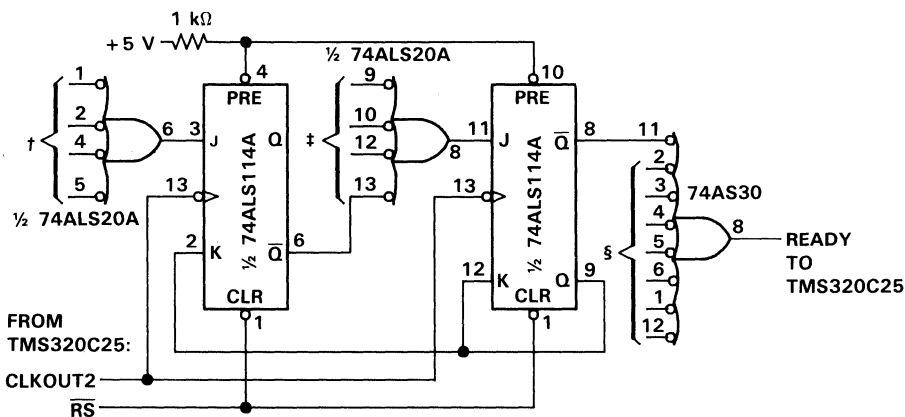 1 kΩ
+5 V
½ 74ALS20A
4
10
1
2
4
5
†
6
3
½ 74ALS20A
PRE
J
Q
13
2
K
Q̅
6
CLR
1
½ 74ALS114A
9
10
12
13
‡
8
11
PRE
J
Q̅
8
13
12
K
Q
9
CLR
1
½ 74ALS114A
11
2
3
4
5
6
1
12
§
74AS30
8
READY
TO
TMS320C25
FROM
TMS320C25:
CLKOUT2
R̅S̅